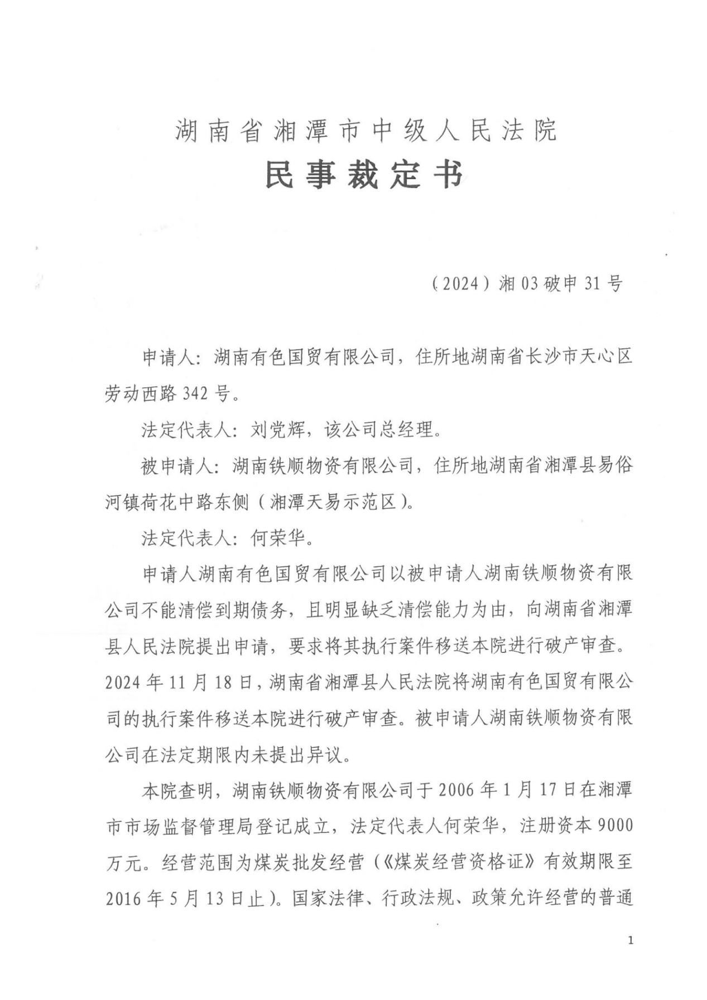 湖南省湘潭市中级人民法院
民事裁定书
（2024）湘03破申31号
申请人：湖南有色国贸有限公司，住所地湖南省长沙市天心区
劳动西路342号。
法定代表人：刘党辉，该公司总经理。
被申请人：湖南铁顺物资有限公司，住所地湖南省湘潭县易俗
河镇荷花中路东侧（湘潭天易示范区）。
法定代表人：何荣华。
申请人湖南有色国贸有限公司以被申请人湖南铁顺物资有限
公司不能清偿到期债务，且明显缺乏清偿能力为由，向湖南省湘潭
县人民法院提出申请，要求将其执行案件移送本院进行破产审查。
2024年11月18日，湖南省湘潭县人民法院将湖南有色国贸有限公
司的执行案件移送本院进行破产审查。被申请人湖南铁顺物资有限
公司在法定期限内未提出异议。
本院查明，湖南铁顺物资有限公司于2006年1月17日在湘潭
市市场监督管理局登记成立，法定代表人何荣华，注册资本9000
万元。经营范围为煤炭批发经营（《煤炭经营资格证》有效期限至
2016年5月13日止）。国家法律、行政法规、政策允许经营的普通
1